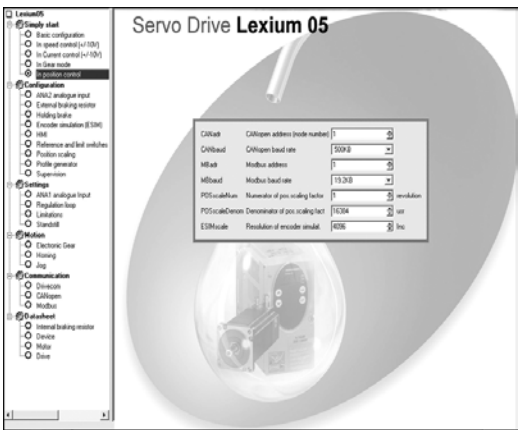 Lexium05
Simply start
Basic configuration
In speed control (+/-10V)
In Current control (+/-10V)
In Gear mode
In position control
Configuration
ANA2 analogue input
External braking resistor
Holding brake
Encoder simulation (ESIM)
HMI
Reference and limit switches
Position scaling
Profile generator
Supervision
Settings
ANA1 analogue Input
Regulation loop
Limitations
Standstill
Motion
Electronic Gear
Homing
Jog
Communication
Drivecom
CANopen
Modbus
Datasheet
Internal braking resistor
Device
Motor
Drive
Servo Drive Lexium 05
CANadr CANopen address (node number) 1
CANbaud CANopen baud rate 500KB
MBadr Modbus address 1
MBbaud Modbus baud rate 19.2KB
POSscaleNum Numerator of pos scaling factor 1 revolution
POSscaleDenom Denominator of pos scaling fact 16384 usr
ESIMscale Resolution of encoder simulat. 4096 Inc